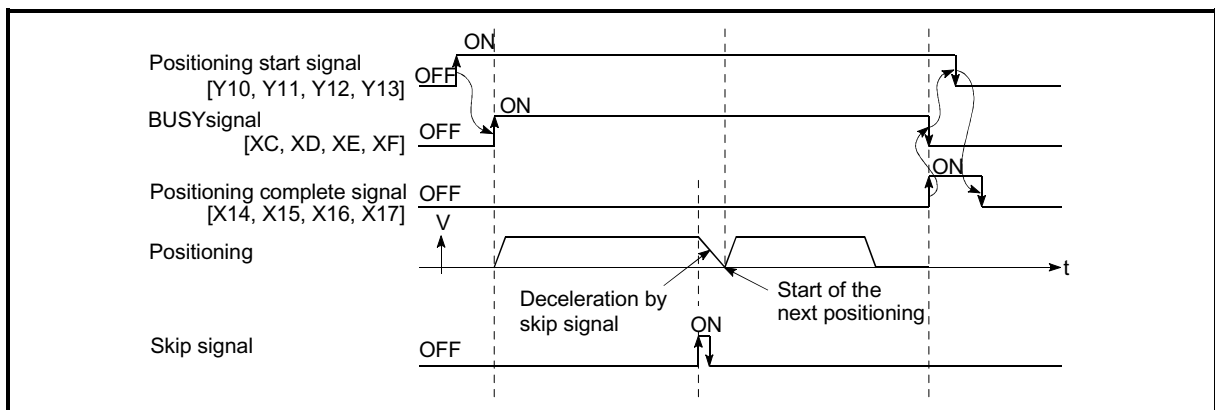 ON
Positioning start signal
OFF
[Y10, Y11, Y12, Y13]
ON
BUSYsignal
OFF
[XC, XD, XE, XF]
ON
Positioning complete signal
OFF
[X14, X15, X16, X17]
V
Positioning
t
Deceleration by
skip signal
Start of the
next positioning
ON
Skip signal
OFF